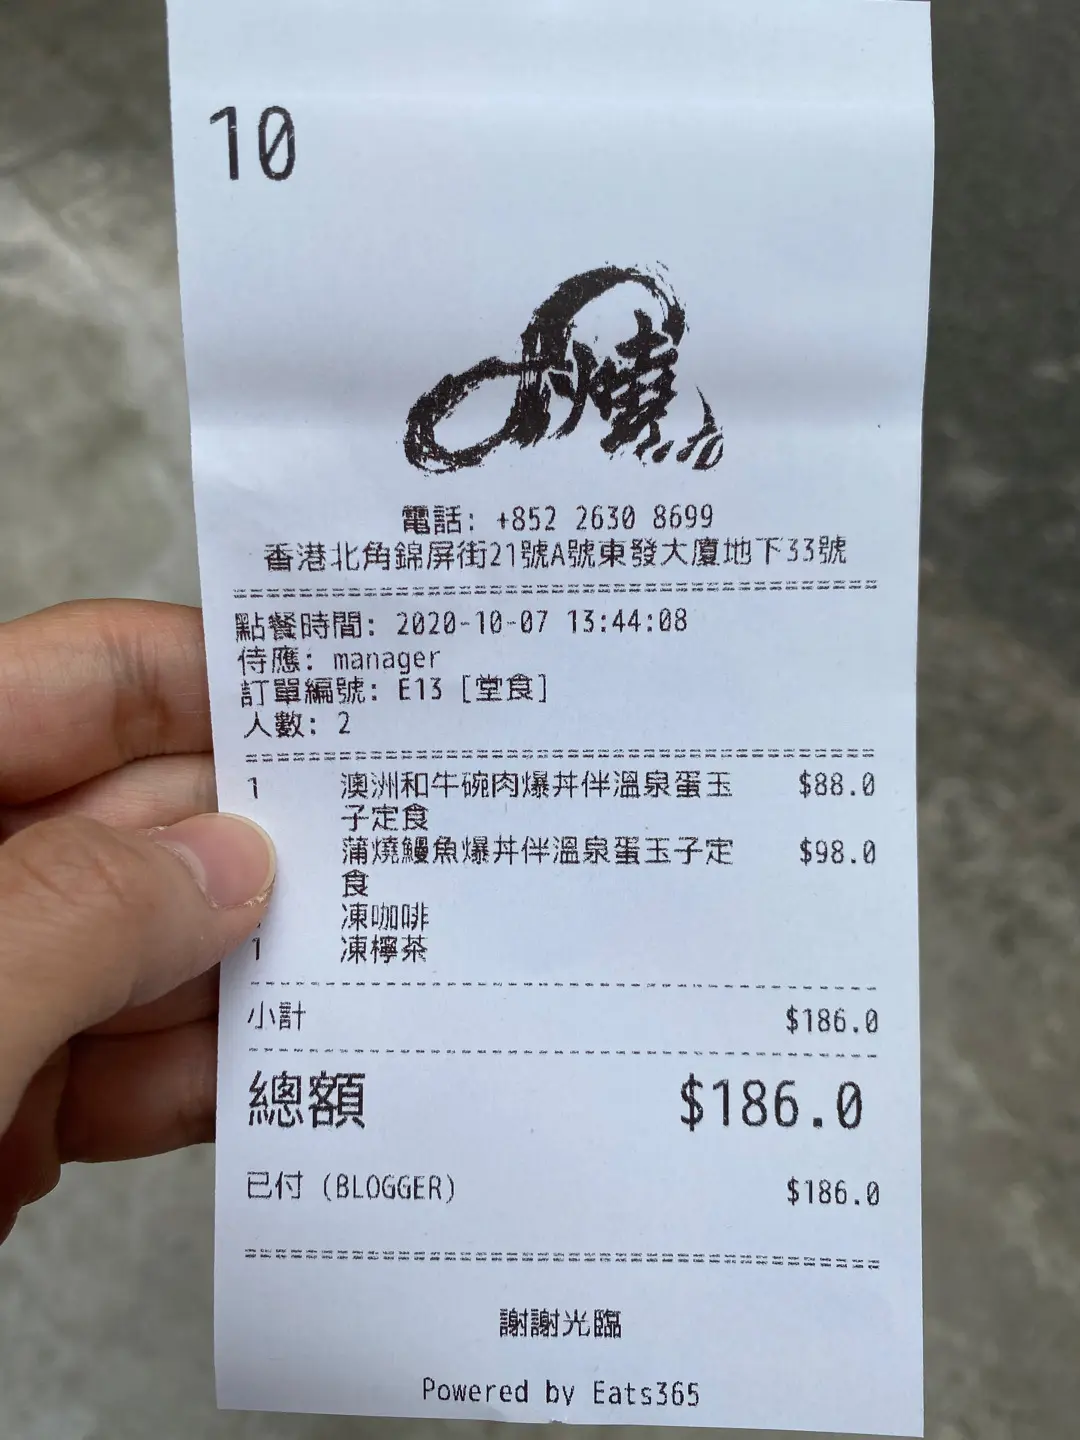 10
燒
電話: +852 2630 8699
香港北角錦屏街21號A號東發大廈地下33號
點餐時間: 2020-10-07 13:44:08
侍應: manager
訂單編號: E13 [堂食]
人數: 2
1 澳洲和牛碗肉爆丼伴溫泉蛋玉 $88.0
子定食
蒲燒鰻魚爆丼伴溫泉蛋玉子定 $98.0
食
凍咖啡
1 凍檸茶
小計 $186.0
總額 $186.0
已付 (BLOGGER) $186.0
謝謝光臨
Powered by Eats365